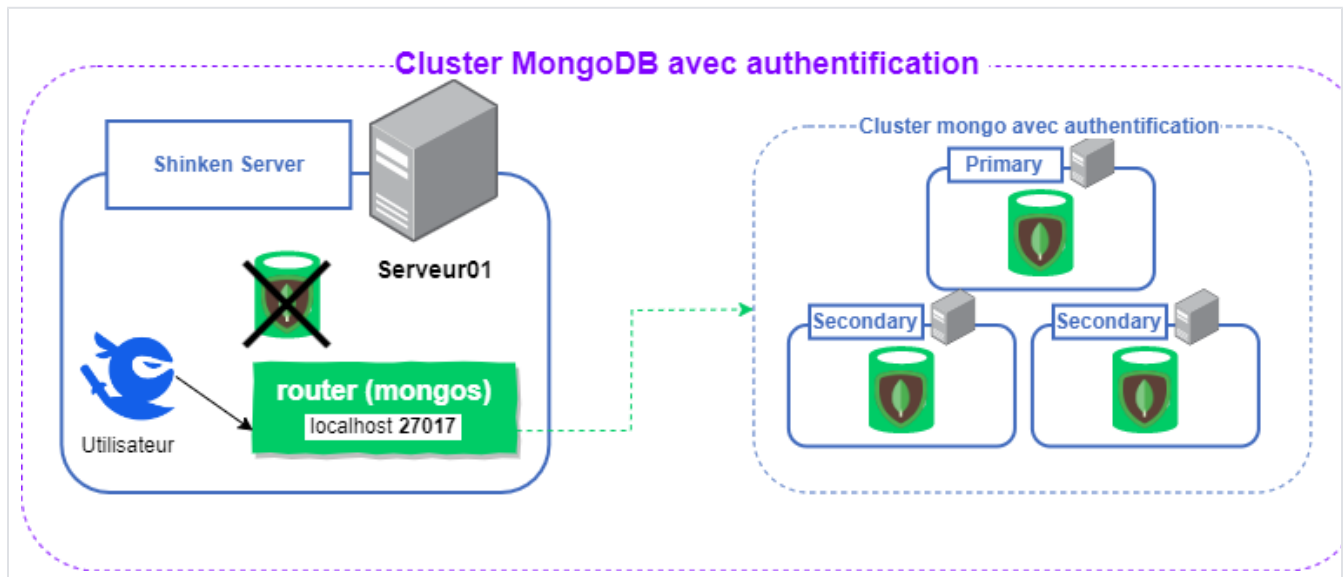 Cluster MongoDB avec authentification
Shinken Server
Serveur01
router (mongos)
localhost 27017
Utilisateur
Cluster mongo avec authentification
Primary
Secondary
Secondary